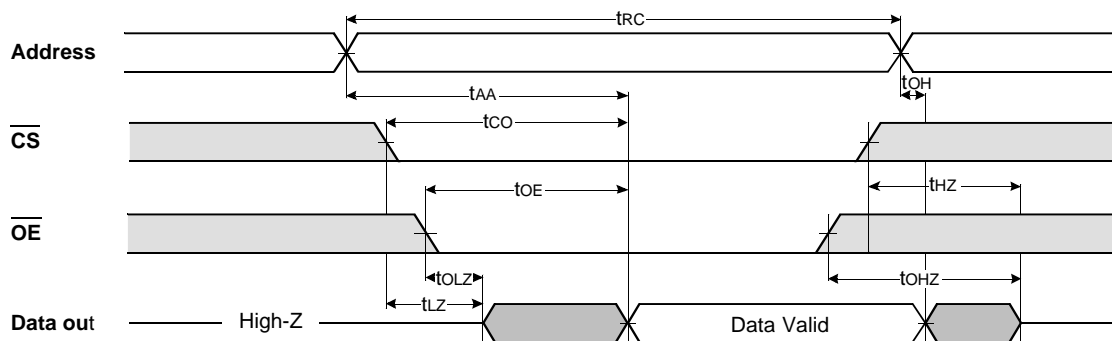 tRC
Address
tOH
tAA
tCO
CS
tHZ
tOE
OE
tOLZ
tOHZ
tLZ
Data out
High-Z
Data Valid